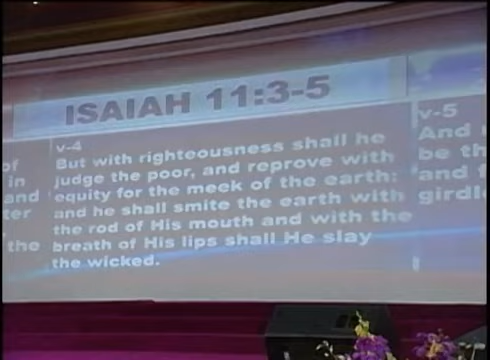 ISAIAH 11:3-5
of
in
and
ter
the
v-4
But with righteousness shall he
judge the poor, and reprove with
equity for the meek of the earth:
and he shall smite the earth with
the rod of His mouth and with the
breath of His lips shall He slay
the wicked.
v-5
And
be th
and f
girdl